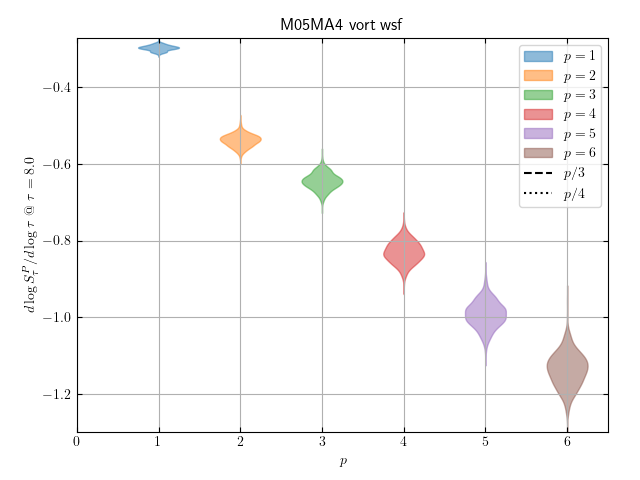 M05MA4 vort wsf
d log S_τ^P / d log τ @ τ = 8.0
−0.4
−0.6
−0.8
−1.0
−1.2
0 1 2 3 4 5 6
p
p = 1
p = 2
p = 3
p = 4
p = 5
p = 6
p/3
p/4